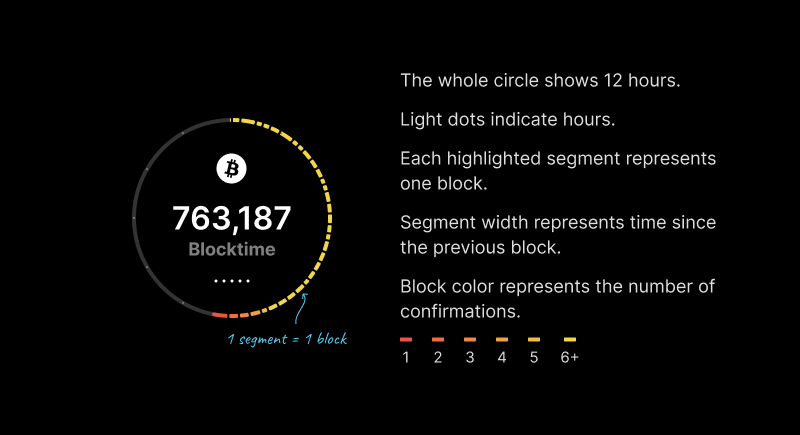 763,187
Blocktime
1 segment = 1 block
The whole circle shows 12 hours.
Light dots indicate hours.
Each highlighted segment represents
one block.
Segment width represents time since
the previous block.
Block color represents the number of
confirmations.
1 2 3 4 5 6+